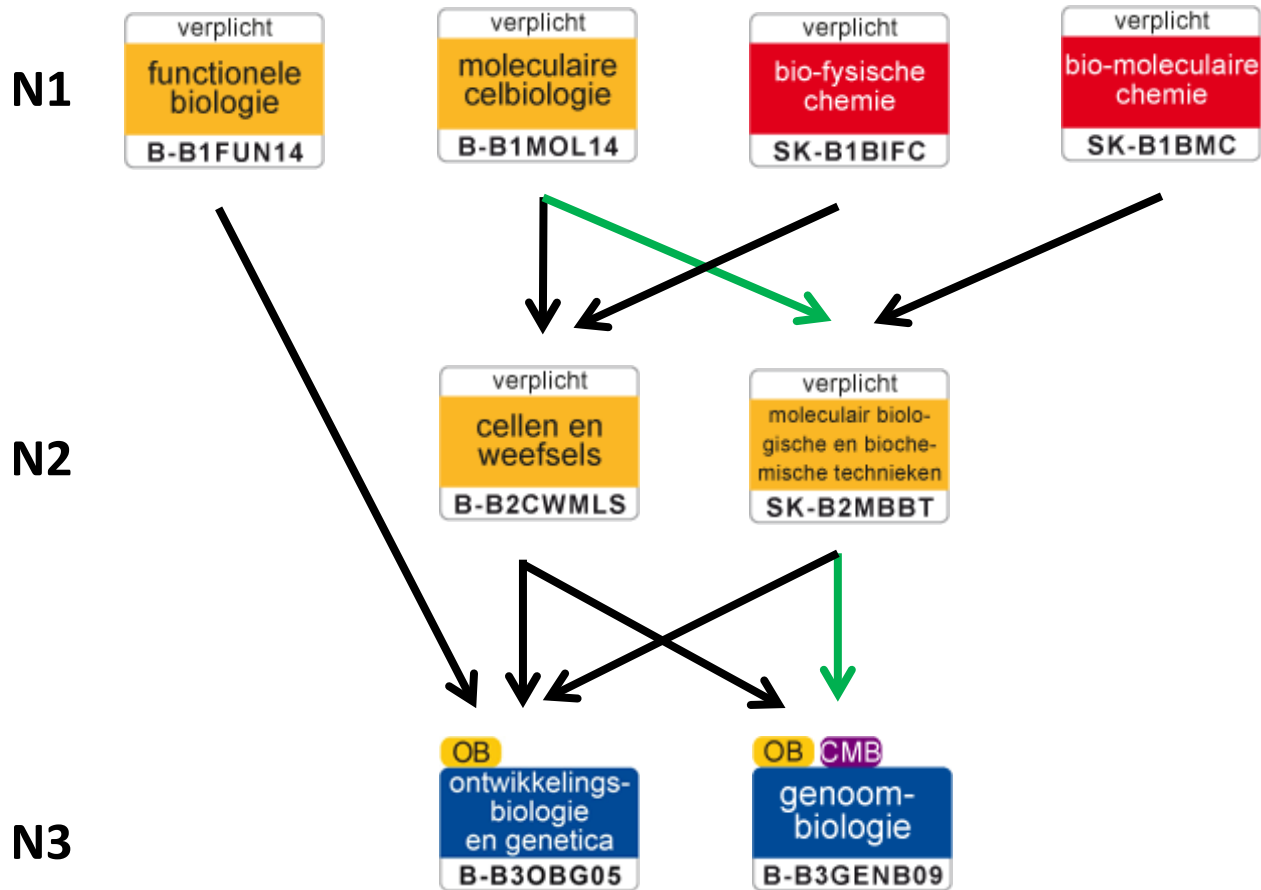 N1
verplicht
functionele
biologie
B-B1FUN14
verplicht
moleculaire
celbiologie
B-B1MOL14
verplicht
bio-fysische
chemie
SK-B1BIFC
verplicht
bio-moleculaire
chemie
SK-B1BMC
N2
verplicht
cellen en
weefsels
B-B2CWMLS
verplicht
moleculair biolo-
gische en bioche-
mische technieken
SK-B2MBBT
N3
OB
ontwikkelings-
biologie
en genetica
B-B3OBG05
OB CMB
genoom-
biologie
B-B3GENB09